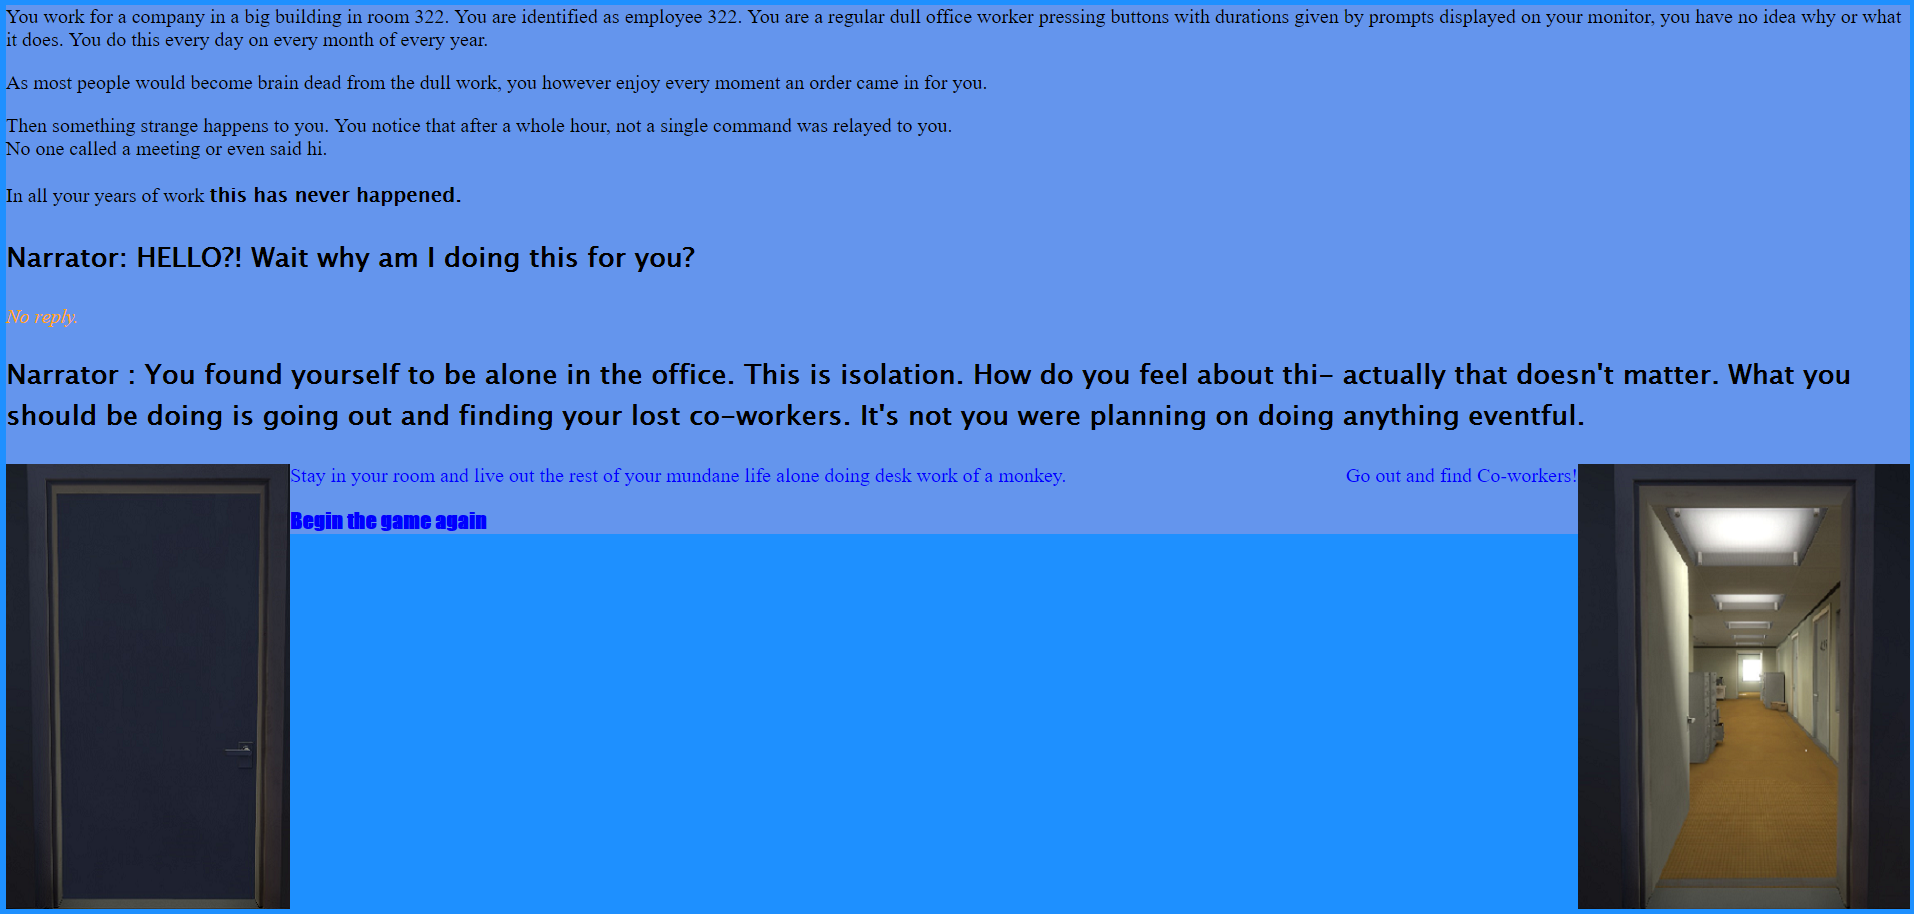 You work for a company in a big building in room 322. You are identified as employee 322. You are a regular dull office worker pressing buttons with durations given by prompts displayed on your monitor, you have no idea why or what
it does. You do this every day on every month of every year.
As most people would become brain dead from the dull work, you however enjoy every moment an order came in for you.
Then something strange happens to you. You notice that after a whole hour, not a single command was relayed to you.
No one called a meeting or even said hi.
In all your years of work this has never happened.
Narrator: HELLO?! Wait why am I doing this for you?
No reply.
Narrator : You found yourself to be alone in the office. This is isolation. How do you feel about thi- actually that doesn't matter. What you
should be doing is going out and finding your lost co-workers. It's not you were planning on doing anything eventful.
Stay in your room and live out the rest of your mundane life alone doing desk work of a monkey.
Go out and find Co-workers!
Begin the game again